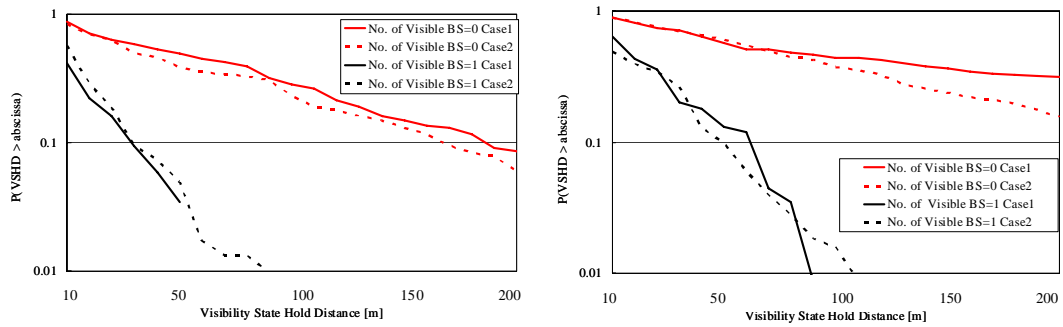 1
0.1
0.01
P(VSHD > abscissa)
No. of Visible BS=0 Case1
No. of Visible BS=0 Case2
No. of Visible BS=1 Case1
No. of Visible BS=1 Case2
10 50 100 150 200
Visibility State Hold Distance [m]
1
0.1
0.01
P(VSHD > abscissa)
No. of Visible BS=0 Case1
No. of Visible BS=0 Case2
No. of Visible BS=1 Case1
No. of Visible BS=1 Case2
10 50 100 150 200
Visibility State Hold Distance [m]